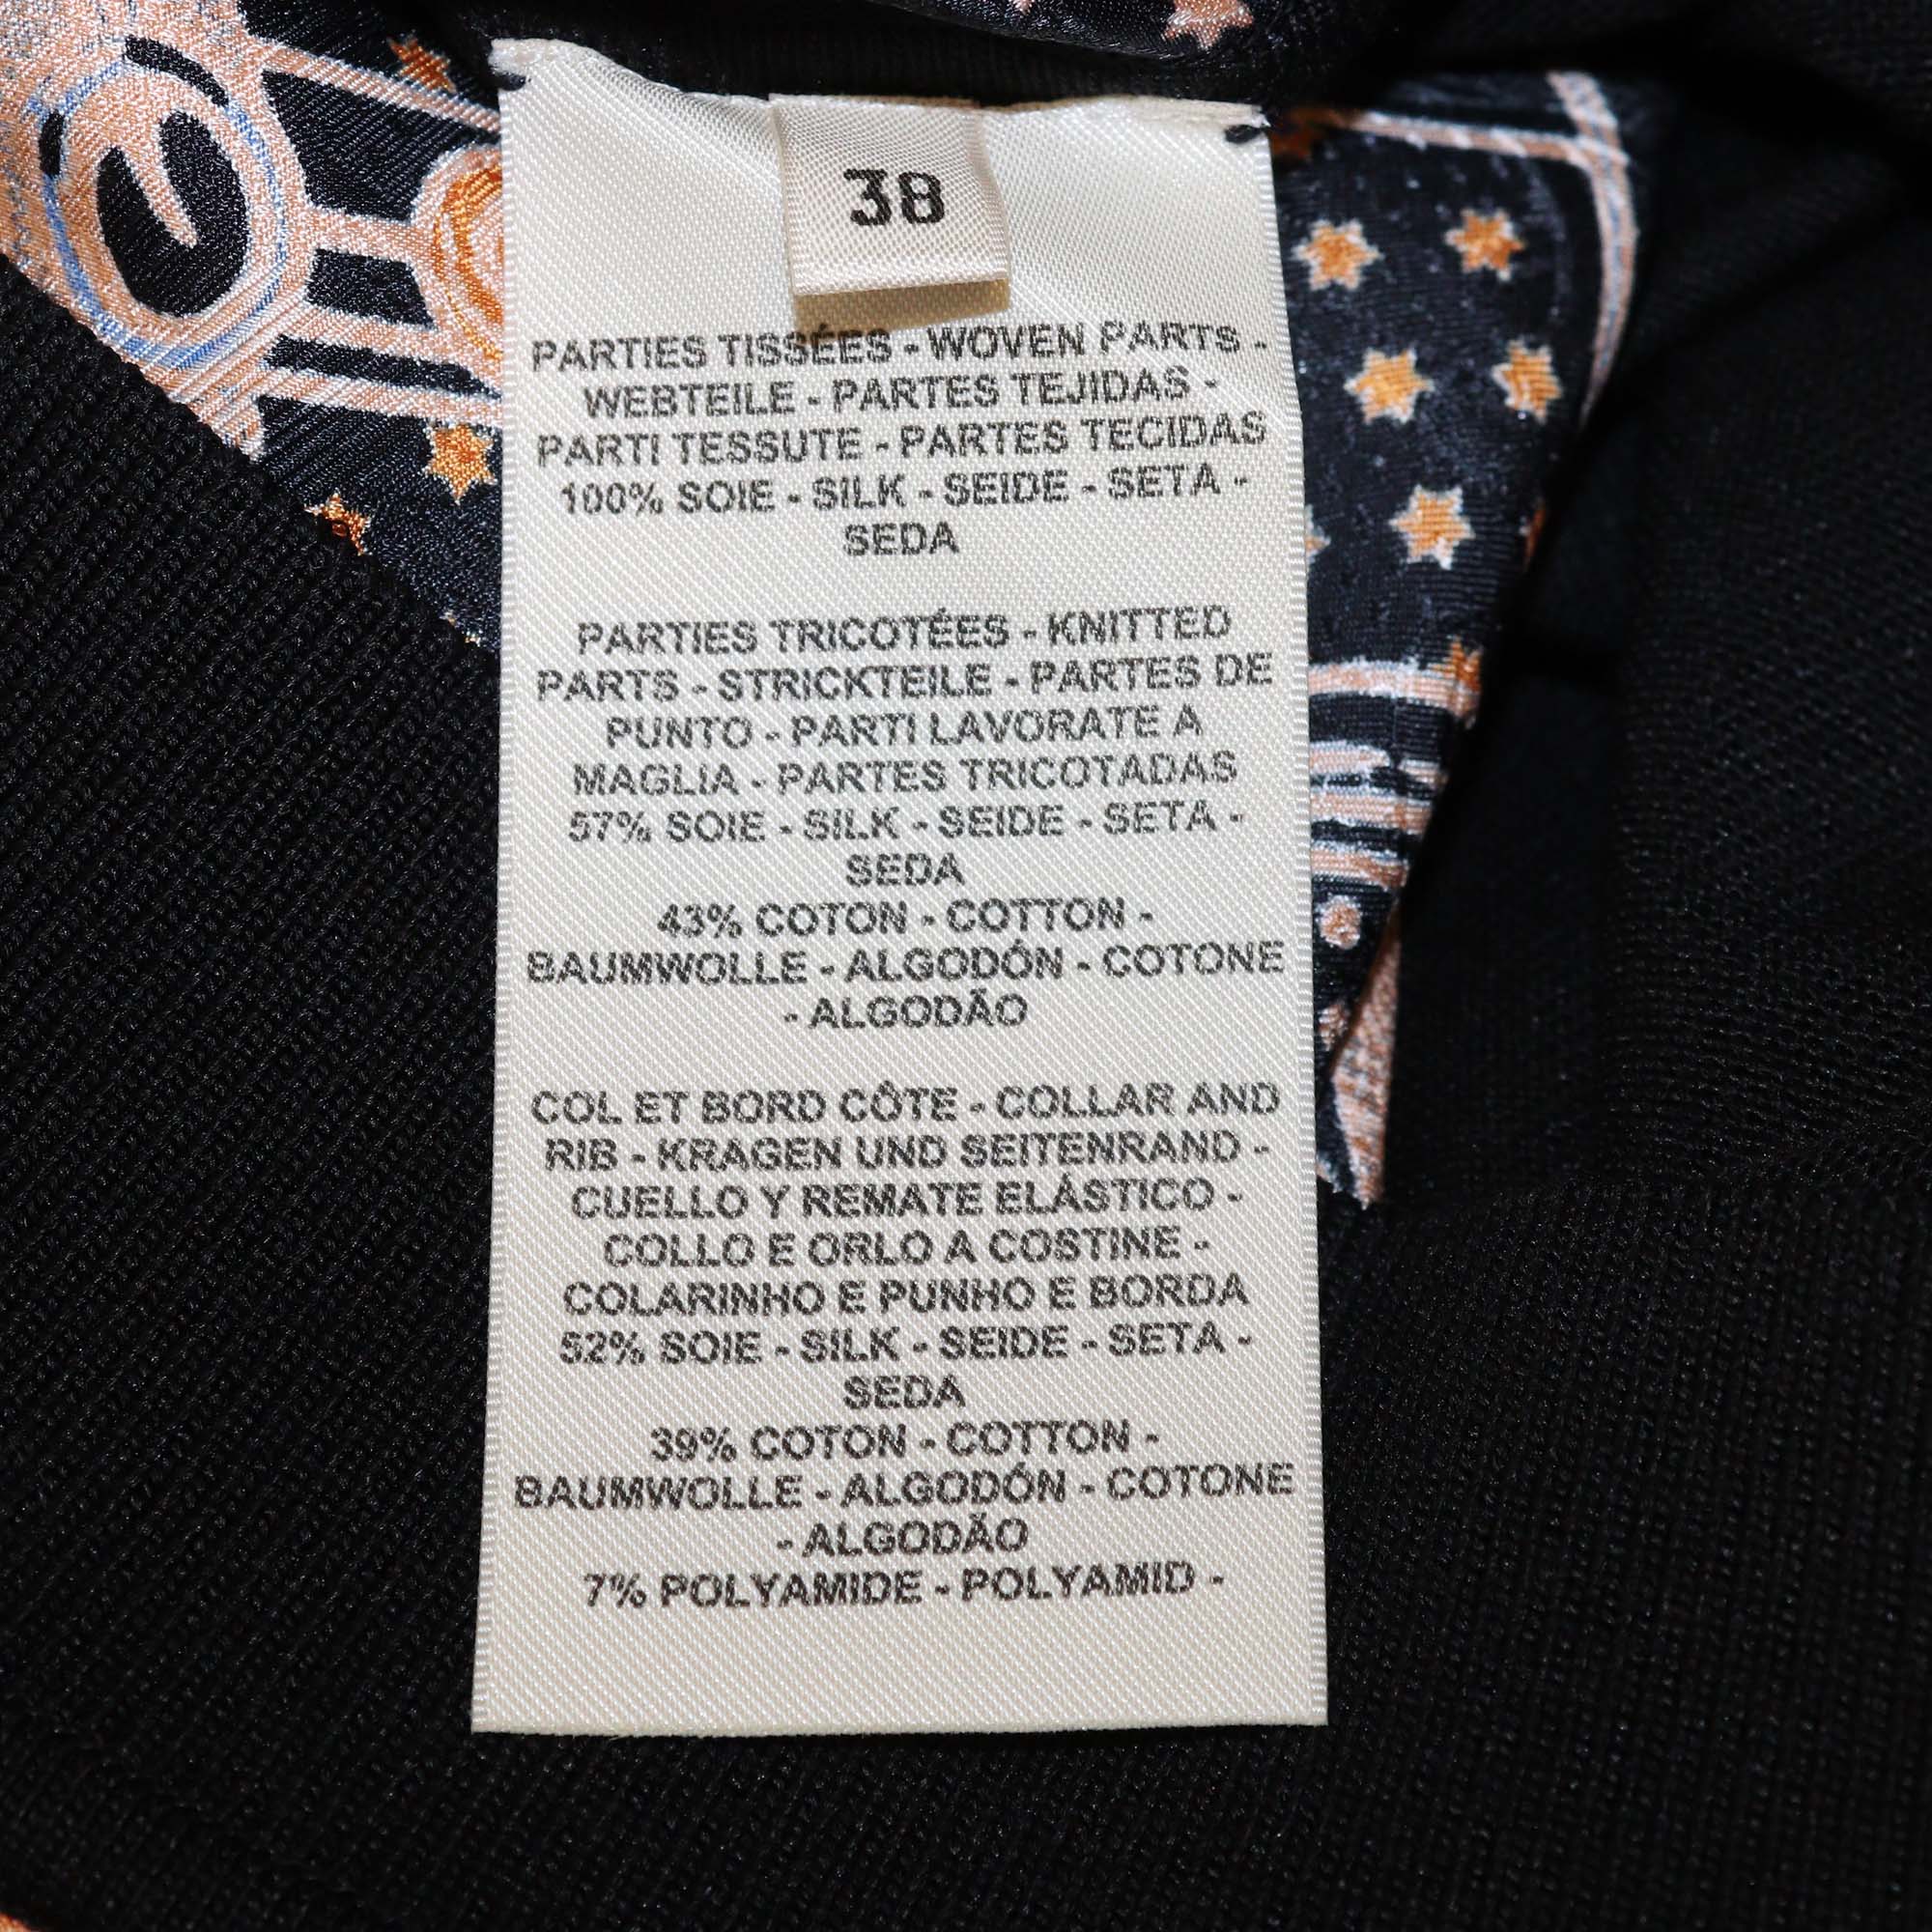 38
PARTIES TISSÉES - WOVEN PARTS -
WEBTEILE - PARTES TEJIDAS -
PARTI TESSUTE - PARTES TECIDAS
100% SOIE - SILK - SEIDE - SETA -
SEDA
PARTIES TRICOTÉES - KNITTED
PARTS - STRICKTEILE - PARTES DE
PUNTO - PARTI LAVORATE A
MAGLIA - PARTES TRICOTADAS
57% SOIE - SILK - SEIDE - SETA -
SEDA
43% COTON - COTTON -
BAUMWOLLE - ALGODÓN - COTONE
- ALGODÃO
COL ET BORD CÔTE - COLLAR AND
RIB - KRAGEN UND SEITENRAND -
CUELLO Y REMATE ELÁSTICO -
COLLO E ORLO A COSTINE -
COLARINHO E PUNHO E BORDA
52% SOIE - SILK - SEIDE - SETA -
SEDA
39% COTON - COTTON -
BAUMWOLLE - ALGODÓN - COTONE
- ALGODÃO
7% POLYAMIDE - POLYAMID -